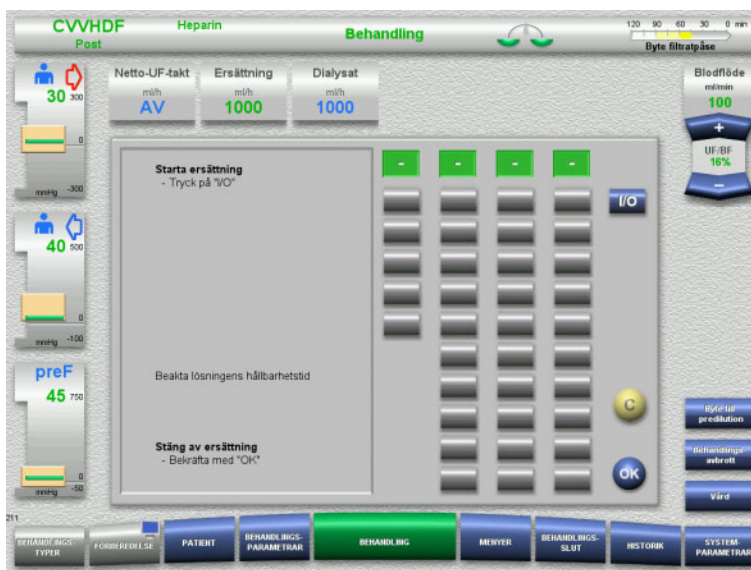 CVVHDF
Post
Heparin
Behandling
120 90 60 30 0 min
Byte filtratpåse
30
300
0
-300
mmHg
Netto-UF-takt
ml/h
AV
Ersättning
ml/h
1000
Dialysat
ml/h
1000
Blodflöde
ml/min
100
+
UF/BF
16%
–
Starta ersättning
- Tryck på "I/O"
- - - -
I/O
40
500
0
-100
mmHg
Beakta lösningens hållbarhetstid
preF
45
750
0
-50
mmHg
C
Stäng av ersättning
- Bekräfta med "OK"
OK
Byte till
predilution
Behandlings-
avbrott
Vård
211
BEHANDLINGS-
TYPER
FÖRBEREDELSE
PATIENT
BEHANDLINGS-
PARAMETRAR
BEHANDLING
MENYER
BEHANDLINGS-
SLUT
HISTORIK
SYSTEM-
PARAMETRAR